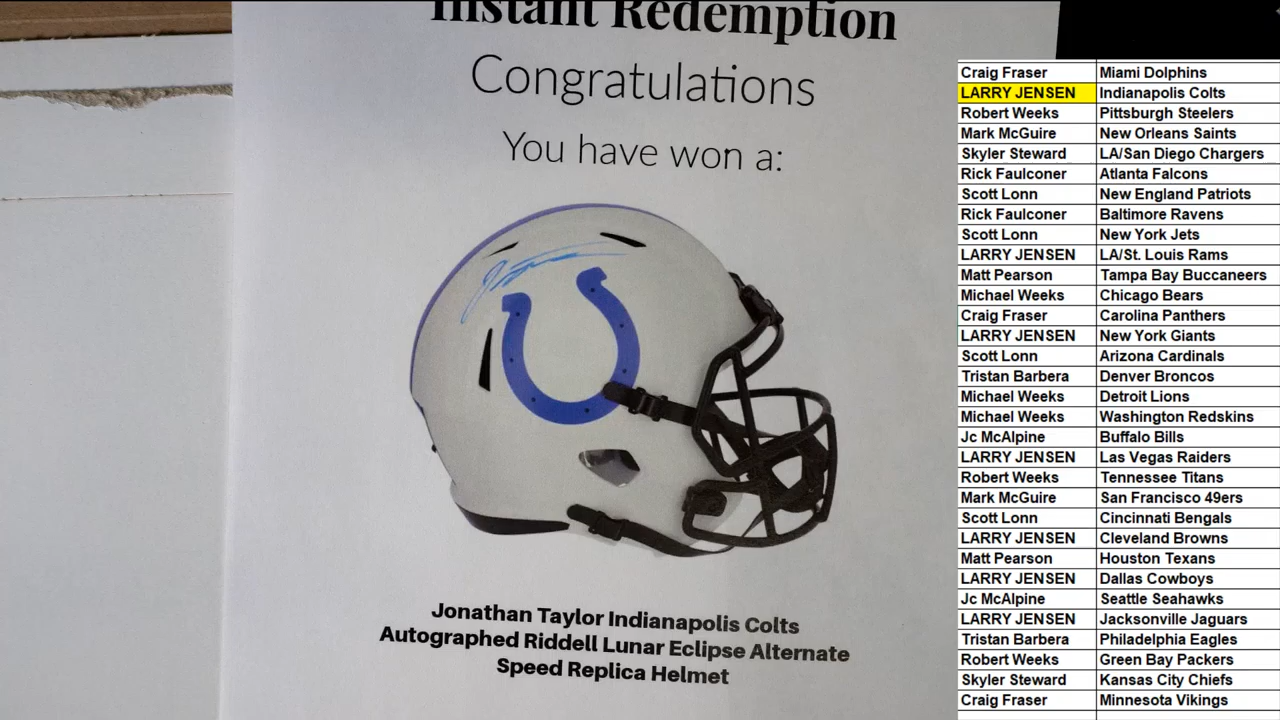 Instant Redemption
Congratulations
You have won a:
Jonathan Taylor Indianapolis Colts
Autographed Riddell Lunar Eclipse Alternate
Speed Replica Helmet
Craig Fraser Miami Dolphins
LARRY JENSEN Indianapolis Colts
Robert Weeks Pittsburgh Steelers
Mark McGuire New Orleans Saints
Skyler Steward LA/San Diego Chargers
Rick Faulconer Atlanta Falcons
Scott Lonn New England Patriots
Rick Faulconer Baltimore Ravens
Scott Lonn New York Jets
LARRY JENSEN LA/St. Louis Rams
Matt Pearson Tampa Bay Buccaneers
Michael Weeks Chicago Bears
Craig Fraser Carolina Panthers
LARRY JENSEN New York Giants
Scott Lonn Arizona Cardinals
Tristan Barbera Denver Broncos
Michael Weeks Detroit Lions
Michael Weeks Washington Redskins
Jc McAlpine Buffalo Bills
LARRY JENSEN Las Vegas Raiders
Robert Weeks Tennessee Titans
Mark McGuire San Francisco 49ers
Scott Lonn Cincinnati Bengals
LARRY JENSEN Cleveland Browns
Matt Pearson Houston Texans
LARRY JENSEN Dallas Cowboys
Jc McAlpine Seattle Seahawks
LARRY JENSEN Jacksonville Jaguars
Tristan Barbera Philadelphia Eagles
Robert Weeks Green Bay Packers
Skyler Steward Kansas City Chiefs
Craig Fraser Minnesota Vikings